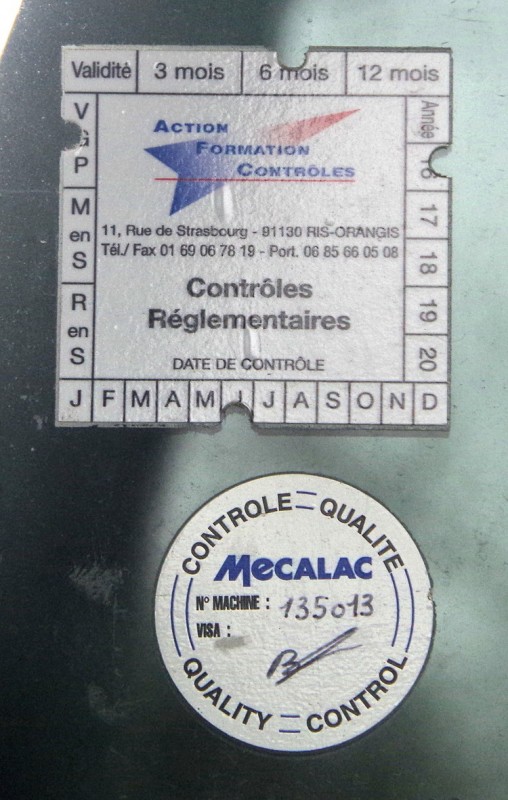 Validité 3 mois 6 mois 12 mois
VGP
M en S
R en S
ACTION
FORMATION
CONTRÔLES
11, Rue de Strasbourg - 91130 RIS-ORANGIS
Tél./ Fax 01 69 06 78 19 - Port. 06 85 66 05 08
Contrôles
Réglementaires
DATE DE CONTRÔLE
Année
16
17
18
19
20
J F M A M J J A S O N D
CONTROLE = QUALITE
MECALAC
N° MACHINE : 135013
VISA :
QUALITY = CONTROL